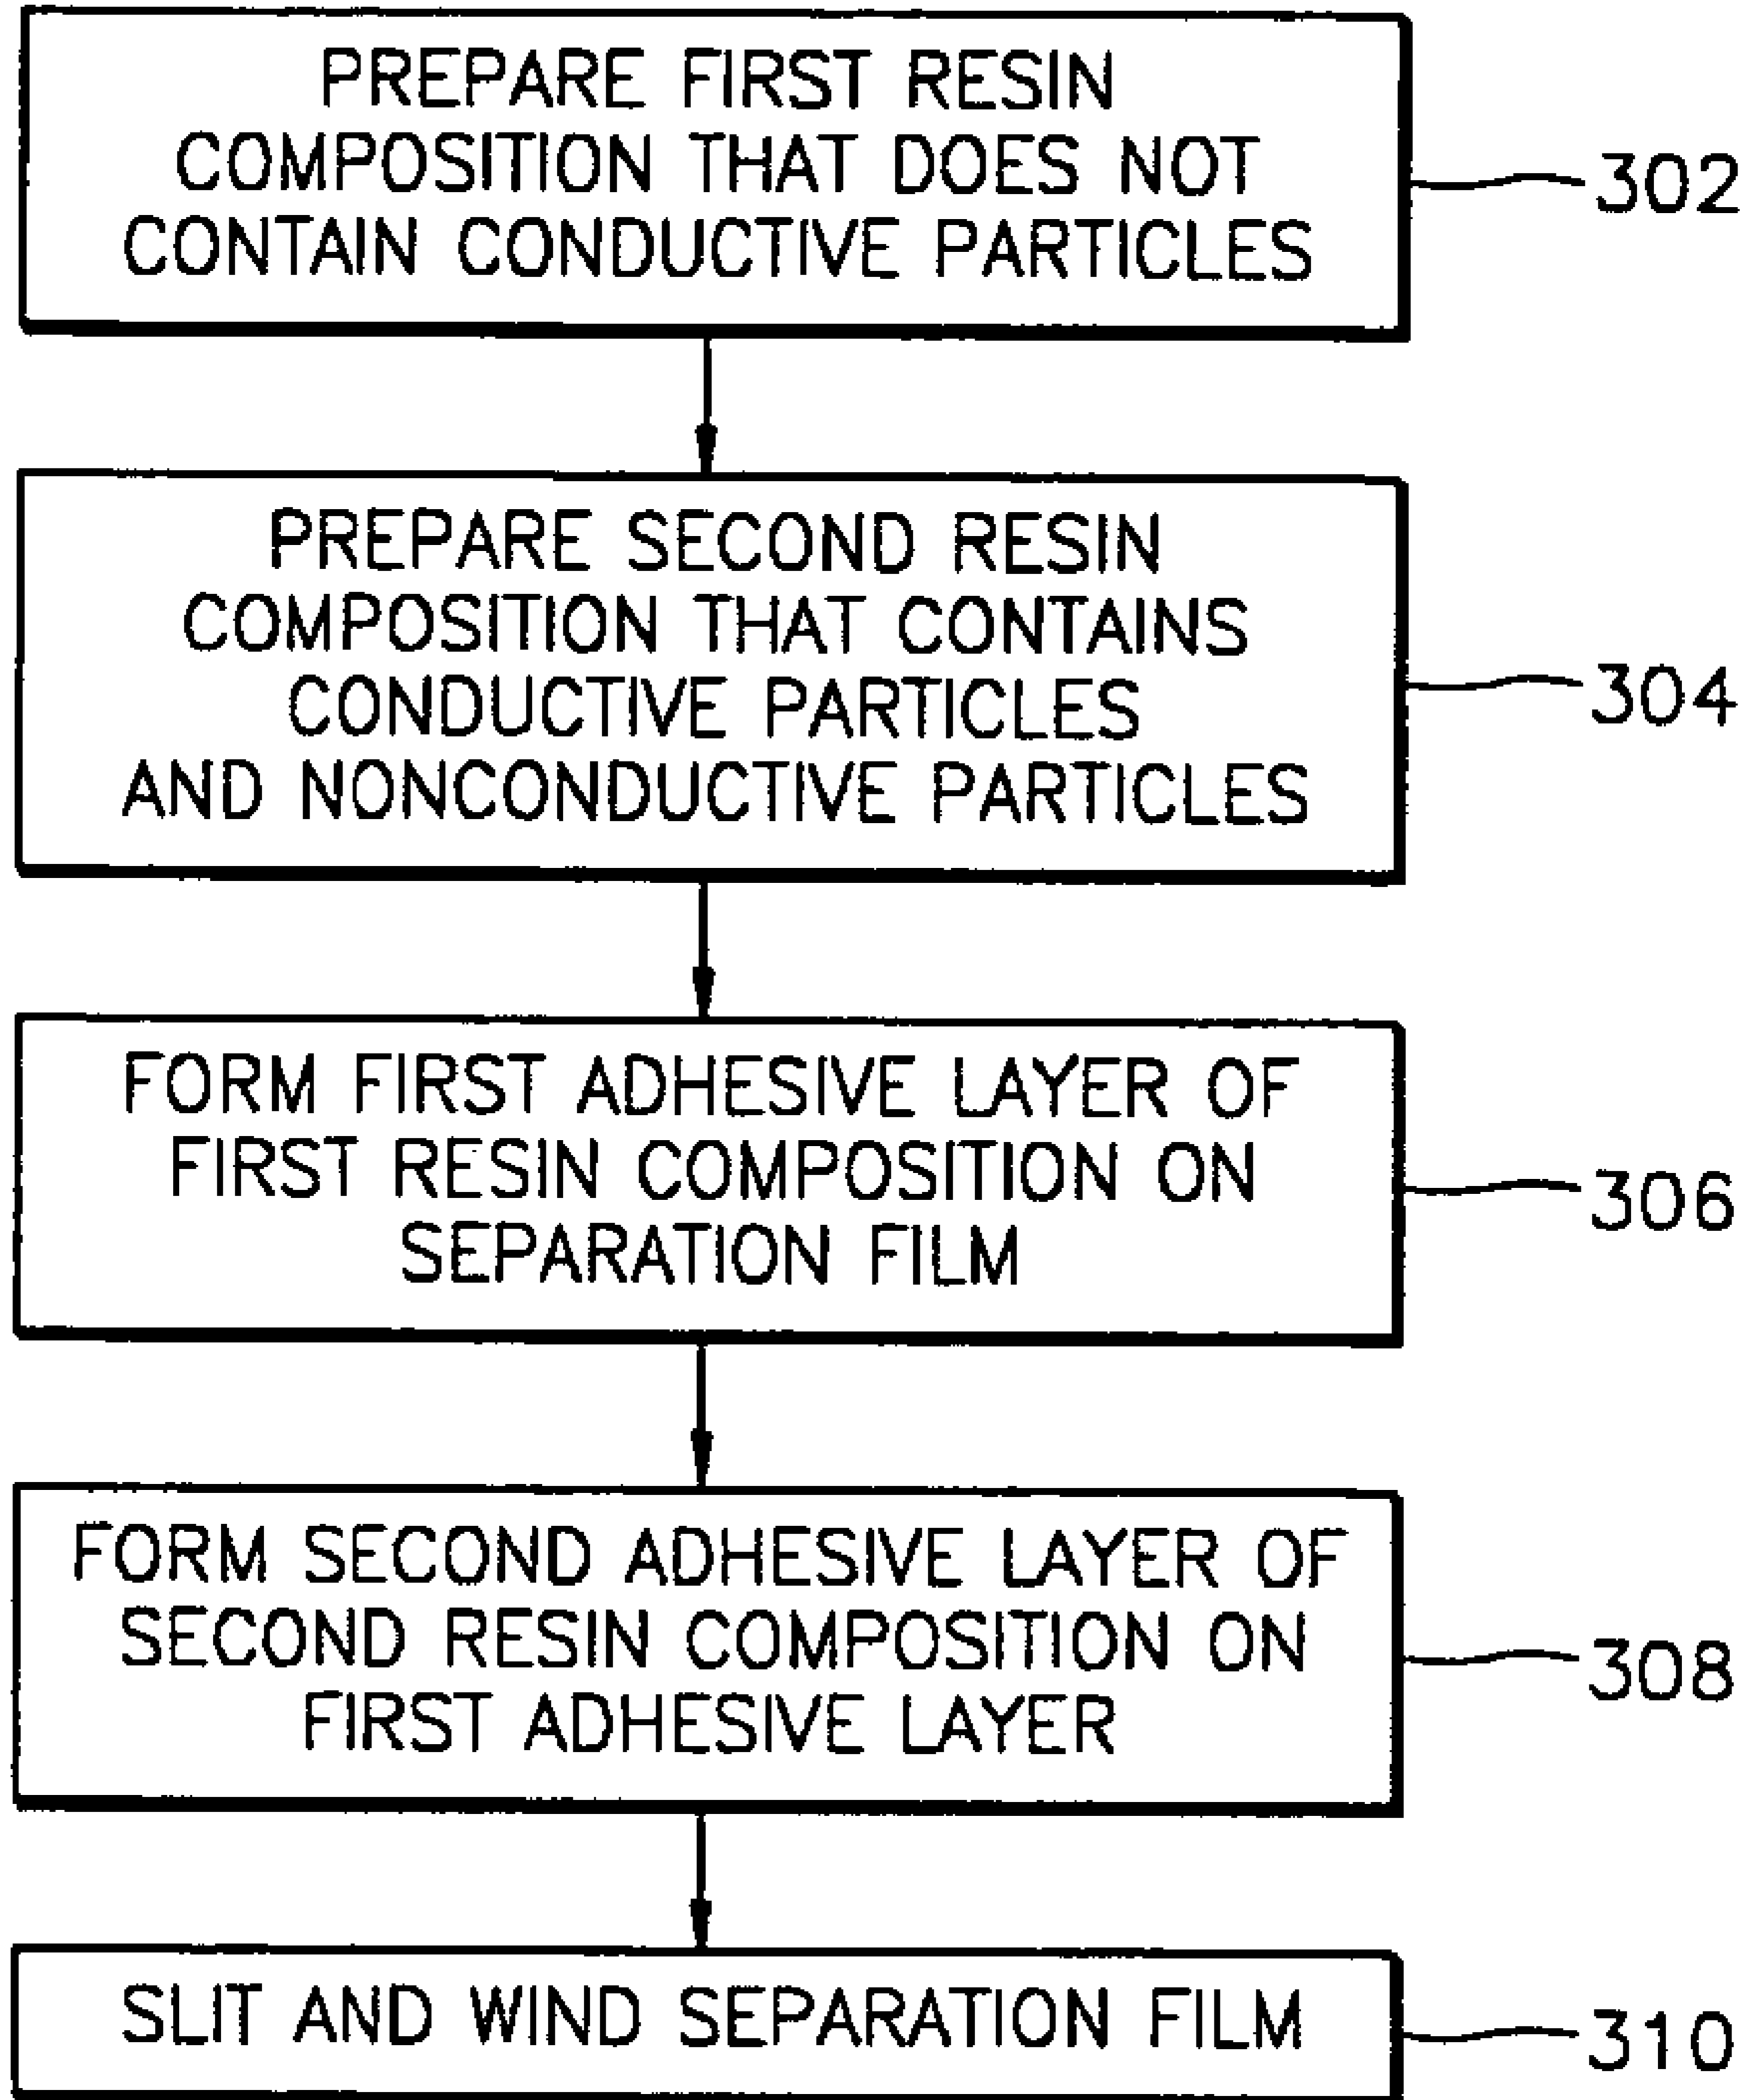 PREPARE FIRST RESIN
COMPOSITION THAT DOES NOT
CONTAIN CONDUCTIVE PARTICLES
302
PREPARE SECOND RESIN
COMPOSITION THAT CONTAINS
CONDUCTIVE PARTICLES
AND NONCONDUCTIVE PARTICLES
304
FORM FIRST ADHESIVE LAYER OF
FIRST RESIN COMPOSITION ON
SEPARATION FILM
306
FORM SECOND ADHESIVE LAYER OF
SECOND RESIN COMPOSITION ON
FIRST ADHESIVE LAYER
308
SLIT AND WIND SEPARATION FILM
310